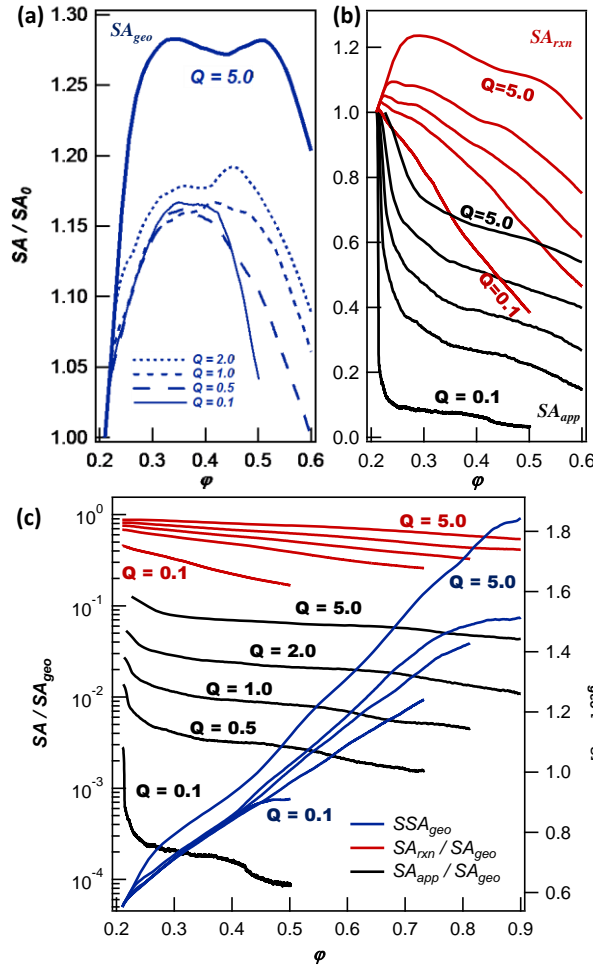 (a)
SAgeo
Q = 5.0
1.30
1.25
1.20
1.15
1.10
1.05
1.00
SA / SA0
Q = 2.0
Q = 1.0
Q = 0.5
Q = 0.1
0.2 0.3 0.4 0.5 0.6
φ
(b)
SArxn
Q=5.0
Q=5.0
Q=0.1
Q = 0.1
SAapp
1.2
1.0
0.8
0.6
0.4
0.2
0.0
0.2 0.3 0.4 0.5 0.6
φ
(c)
10^0
10^-1
10^-2
10^-3
10^-4
SA / SAgeo
Q = 5.0
Q = 0.1
Q = 5.0
Q = 5.0
Q = 2.0
Q = 1.0
Q = 0.5
Q = 0.1
Q = 0.1
SSAgeo
SArxn / SAgeo
SAapp / SAgeo
1.8
1.6
1.4
1.2
1.0
0.8
0.6
0.2 0.3 0.4 0.5 0.6 0.7 0.8 0.9
φ